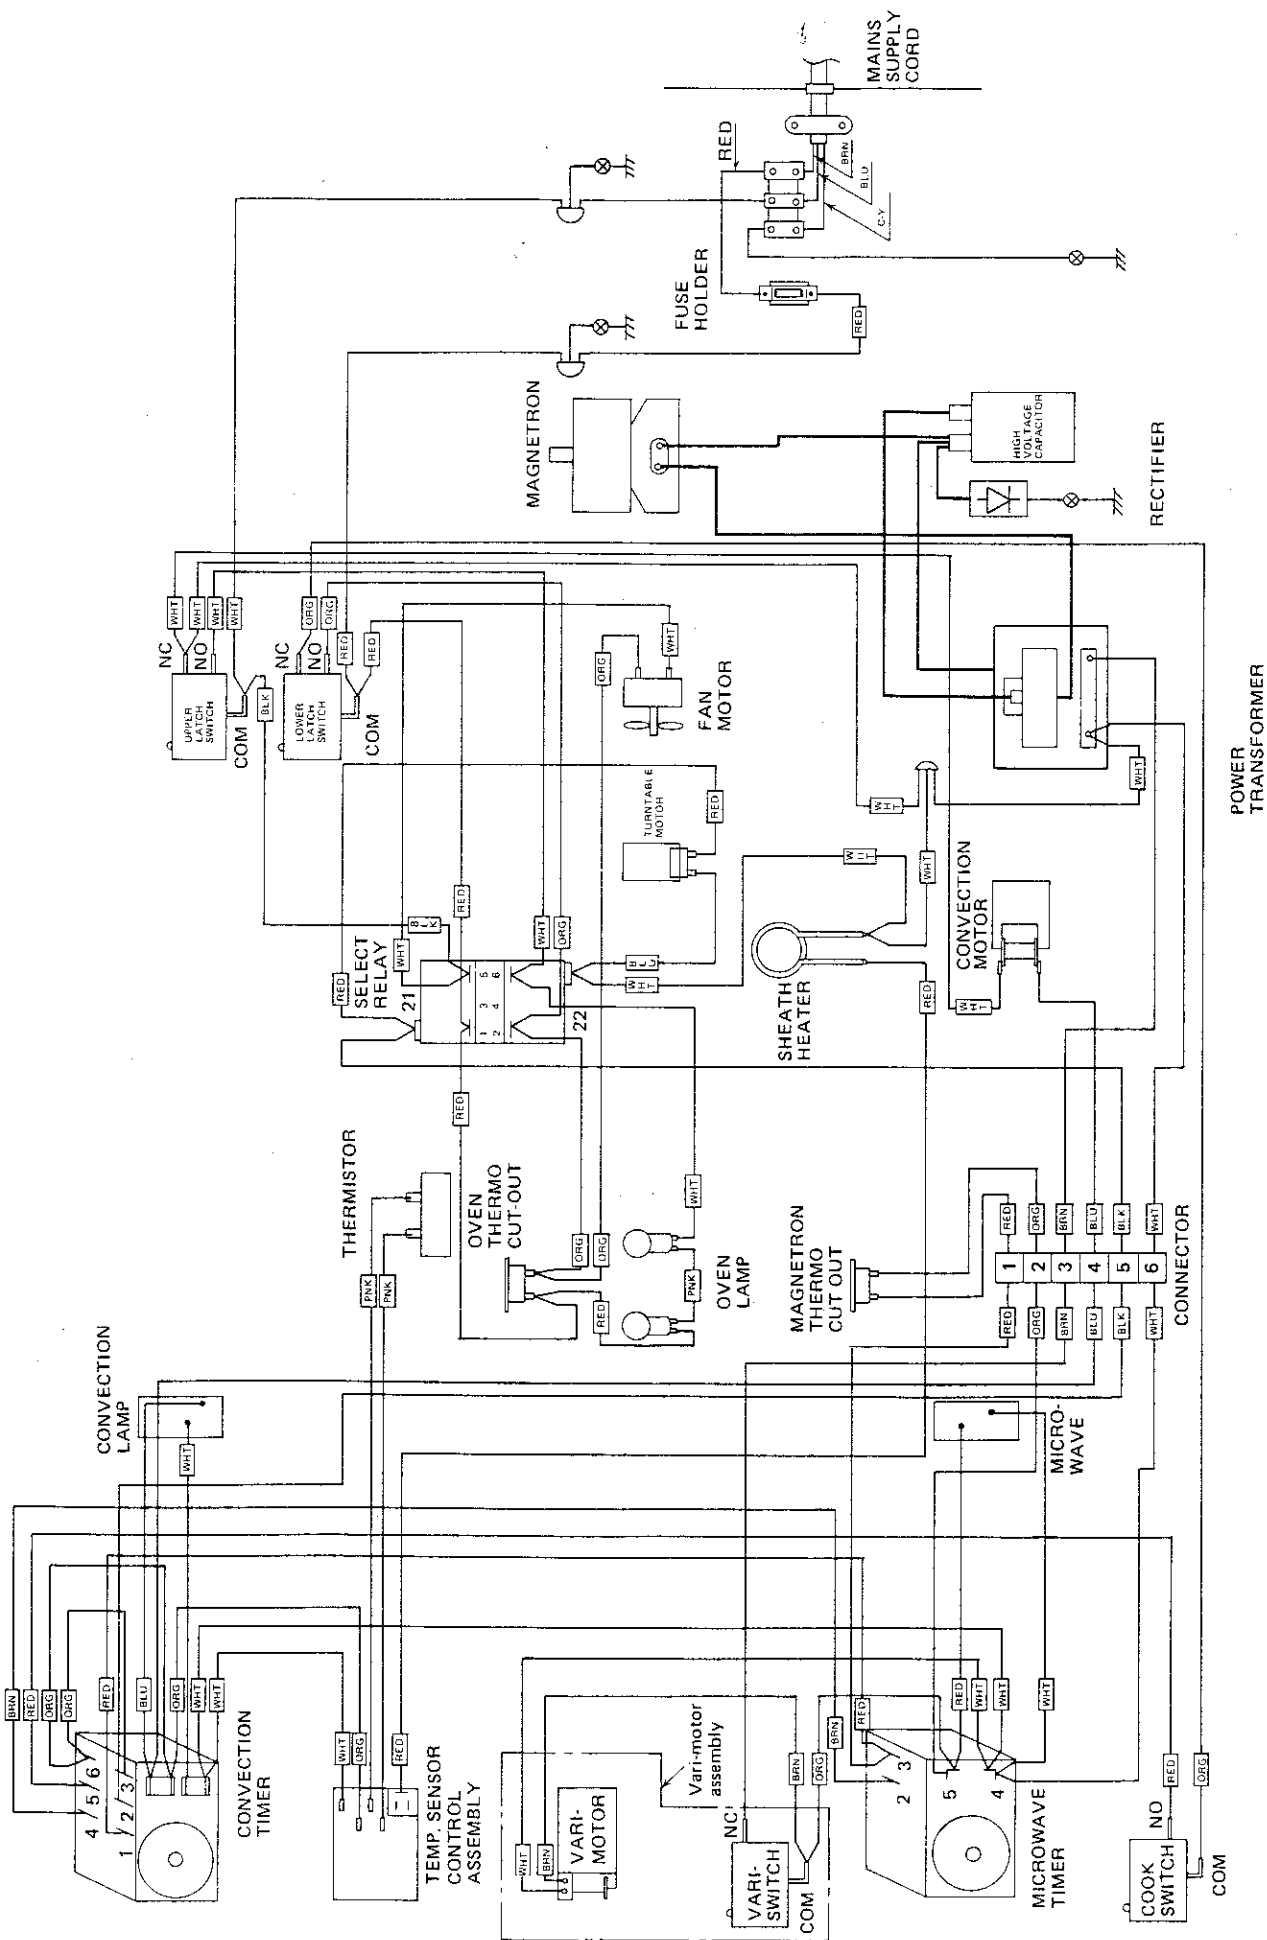 MAINS
SUPPLY
CORD
RED
BRN
BLU
FUSE
HOLDER
RED
MAGNETRON
HIGH
VOLTAGE
CAPACITOR
RECTIFIER
WHT
WHT
WHT
WHT
ORG
ORG
RED
RED
NC
NO
NC
NO
UPPER
LATCH
SWITCH
COM
BLK
LOWER
LATCH
SWITCH
COM
ORG
WHT
FAN
MOTOR
TURNTABLE
MOTOR
RED
WHT
WHT
POWER
TRANSFORMER
RED
BLK
WHT
WHT
ORG
RED
SELECT
RELAY
21
1
3
5
2
4
6
22
BLU
WHT
WHT
WHT
SHEATH
HEATER
RED
CONVECTION
MOTOR
WHT
RED
THERMISTOR
PNK
PNK
OVEN
THERMO
CUT-OUT
ORG
ORG
RED
WHT
PNK
OVEN
LAMP
MAGNETRON
THERMO
CUT OUT
RED
ORG
BRN
BLU
BLK
WHT
1
2
3
4
5
6
RED
ORG
BRN
BLU
BLK
WHT
CONNECTOR
CONVECTION
LAMP
WHT
MICRO-
WAVE
BRN
RED
ORG
ORG
RED
BLU
ORG
WHT
WHT
4
5
6
1
2
3
CONVECTION
TIMER
WHT
ORG
RED
TEMP. SENSOR
CONTROL
ASSEMBLY
WHT
BRN
VARI-
MOTOR
Vari-motor
assembly
BRN
ORG
NC
VARI-
SWITCH
COM
BRN
RED
RED
WHT
WHT
WHT
2
3
5
4
MICROWAVE
TIMER
RED
ORG
NO
COOK
SWITCH
COM